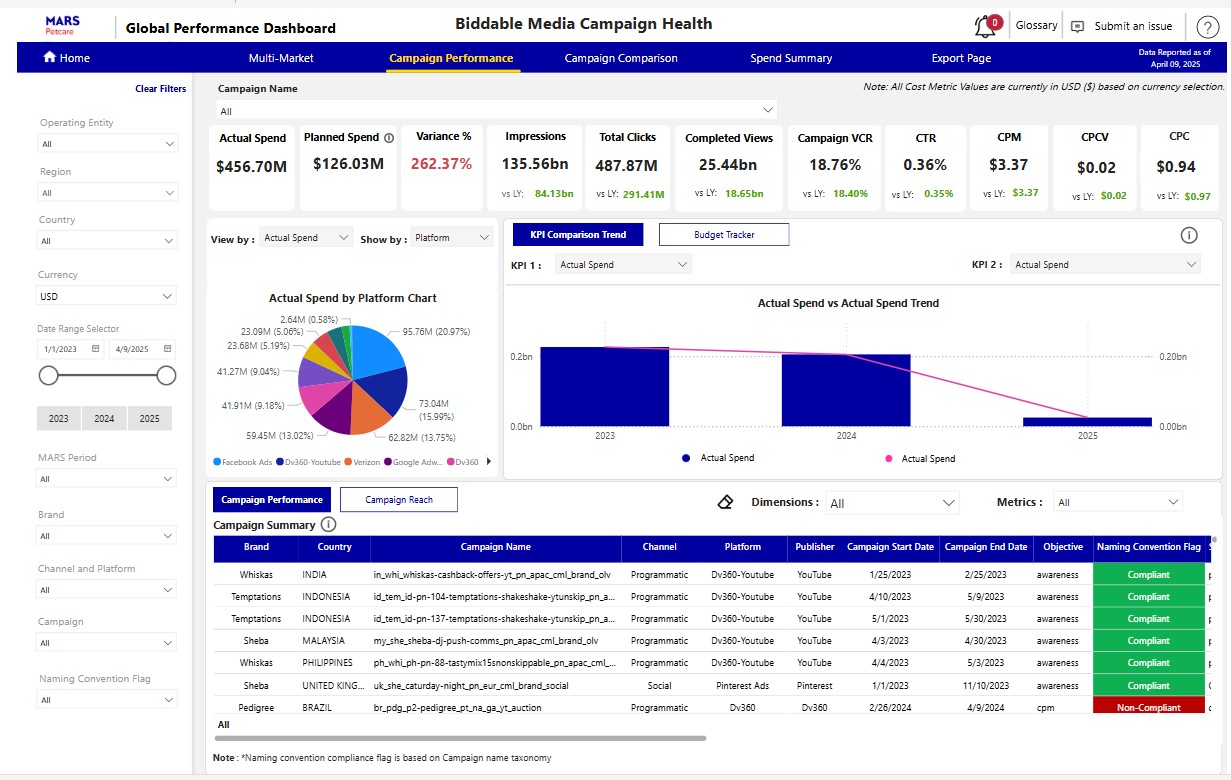 MARS
Petcare
Global Performance Dashboard
Biddable Media Campaign Health
0
Glossary
Submit an issue
?
Home
Multi-Market
Campaign Performance
Campaign Comparison
Spend Summary
Export Page
Data Reported as of
April 09, 2025
Clear Filters
Operating Entity
All
Region
All
Country
All
Currency
USD
Date Range Selector
1/1/2023 4/9/2025
2023 2024 2025
MARS Period
All
Brand
All
Channel and Platform
All
Campaign
All
Naming Convention Flag
All
Campaign Name
All
Note: All Cost Metric Values are currently in USD ($) based on currency selection.
Actual Spend
$456.70M
Planned Spend
$126.03M
Variance %
262.37%
Impressions
135.56bn
vs LY: 84.13bn
Total Clicks
487.87M
vs LY: 291.41M
Completed Views
25.44bn
vs LY: 18.65bn
Campaign VCR
18.76%
vs LY: 18.40%
CTR
0.36%
vs LY: 0.35%
CPM
$3.37
vs LY: $3.37
CPCV
$0.02
vs LY: $0.02
CPC
$0.94
vs LY: $0.97
View by : Actual Spend Show by : Platform
Actual Spend by Platform Chart
2.64M (0.58%)
23.09M (5.06%)
23.68M (5.19%)
41.27M (9.04%)
41.91M (9.18%)
59.45M (13.02%)
95.76M (20.97%)
73.04M
(15.99%)
62.82M (13.75%)
Facebook Ads Dv360-Youtube Verizon Google Adw... Dv360
KPI Comparison Trend
Budget Tracker
KPI 1 : Actual Spend
KPI 2 : Actual Spend
Actual Spend vs Actual Spend Trend
0.2bn
0.0bn
0.20bn
0.00bn
2023 2024 2025
Actual Spend Actual Spend
Campaign Performance
Campaign Reach
Dimensions : All
Metrics : All
Campaign Summary
Brand Country Campaign Name Channel Platform Publisher Campaign Start Date Campaign End Date Objective Naming Convention Flag
Whiskas INDIA in_whi_whiskas-cashback-offers-yt_pn_apac_cml_brand_olv Programmatic Dv360-Youtube YouTube 1/25/2023 2/25/2023 awareness Compliant
Temptations INDONESIA id_tem_id-pn-104-temptations-shakeshake-ytunskip_pn_a... Programmatic Dv360-Youtube YouTube 4/10/2023 5/9/2023 awareness Compliant
Temptations INDONESIA id_tem_id-pn-137-temptations-shakeshake-ytunskip_pn_a... Programmatic Dv360-Youtube YouTube 5/1/2023 5/30/2023 awareness Compliant
Sheba MALAYSIA my_she_sheba-dj-push-comms_pn_apac_cml_brand_olv Programmatic Dv360-Youtube YouTube 4/3/2023 4/30/2023 awareness Compliant
Whiskas PHILIPPINES ph_whi_ph-pn-88-tastymix15snonskippable_pn_apac_cml_... Programmatic Dv360-Youtube YouTube 4/4/2023 5/3/2023 awareness Compliant
Sheba UNITED KING... uk_she_caturday-night_pn_eur_cml_brand_social Social Pinterest Ads Pinterest 1/1/2023 11/10/2023 awareness Compliant
Pedigree BRAZIL br_pdg_p2-pedigree_pt_na_ga_yt_auction Programmatic Dv360 Dv360 2/26/2024 4/9/2024 cpm Non-Compliant
All
Note : *Naming convention compliance flag is based on Campaign name taxonomy